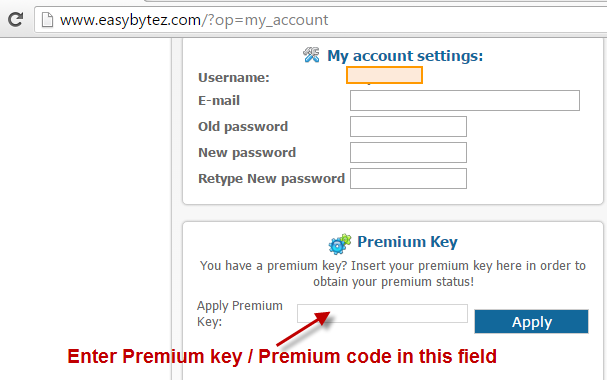 www.easybytez.com/?op=my_account
My account settings:
Username:
E-mail
Old password
New password
Retype New password
Premium Key
You have a premium key? Insert your premium key here in order to
obtain your premium status!
Apply Premium
Key:
Apply
Enter Premium key / Premium code in this field